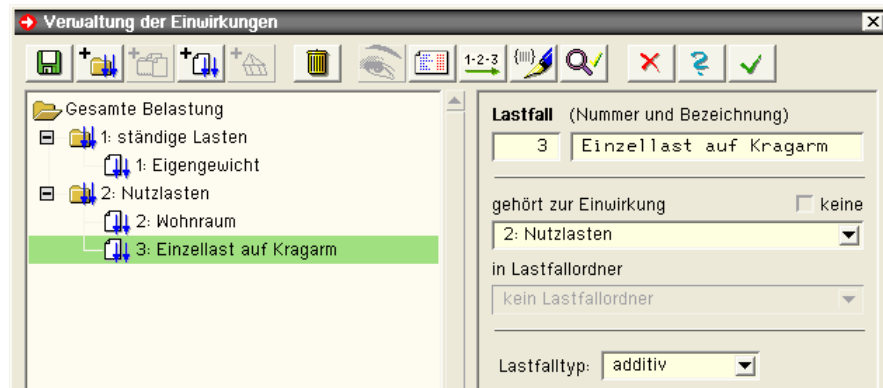 Verwaltung der Einwirkungen
1-2-3
Gesamte Belastung
1: ständige Lasten
1: Eigengewicht
2: Nutzlasten
2: Wohnraum
3: Einzellast auf Kragarm
Lastfall (Nummer und Bezeichnung)
3 Einzellast auf Kragarm
gehört zur Einwirkung keine
2: Nutzlasten
in Lastfallordner
kein Lastfallordner
Lastfalltyp: additiv